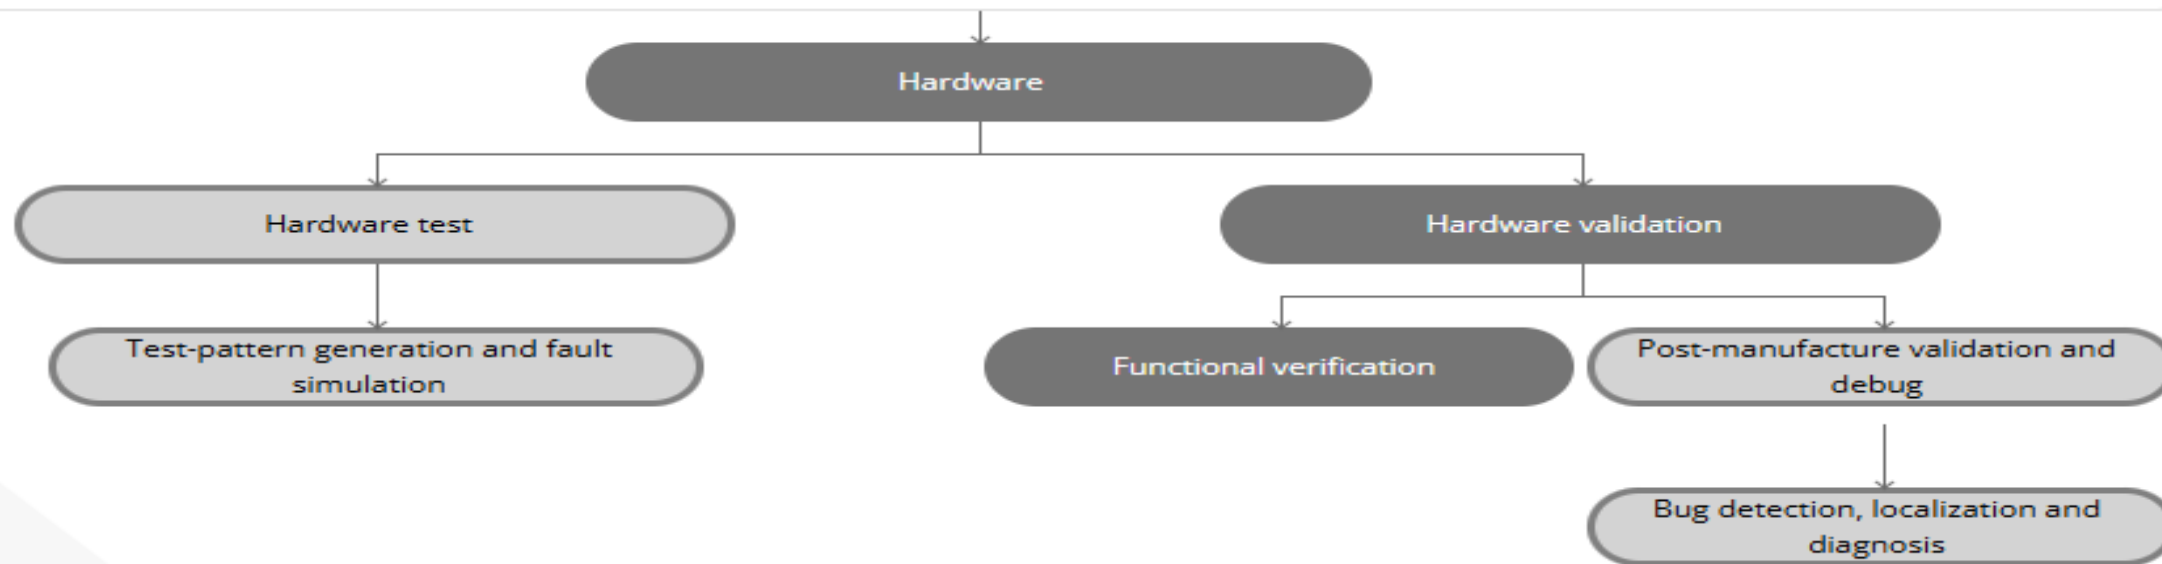 Hardware
Hardware test
Hardware validation
Test-pattern generation and fault
simulation
Functional verification
Post-manufacture validation and
debug
Bug detection, localization and
diagnosis